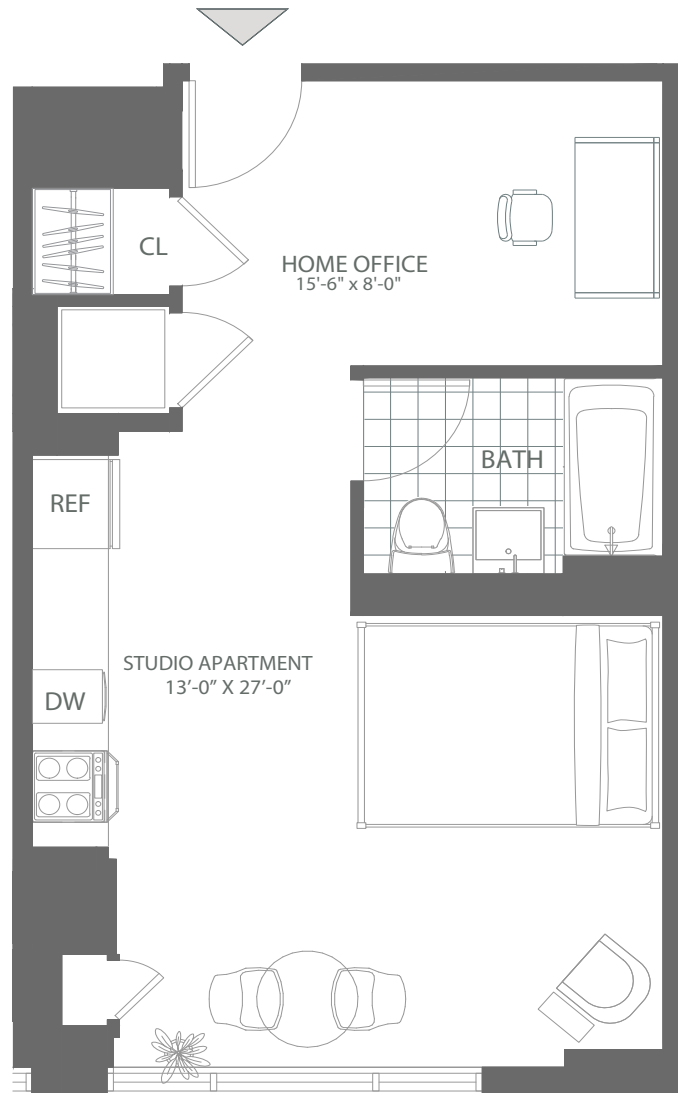 CL
HOME OFFICE
15'-6" x 8'-0"
BATH
REF
STUDIO APARTMENT
13’-0” X 27’-0”
DW